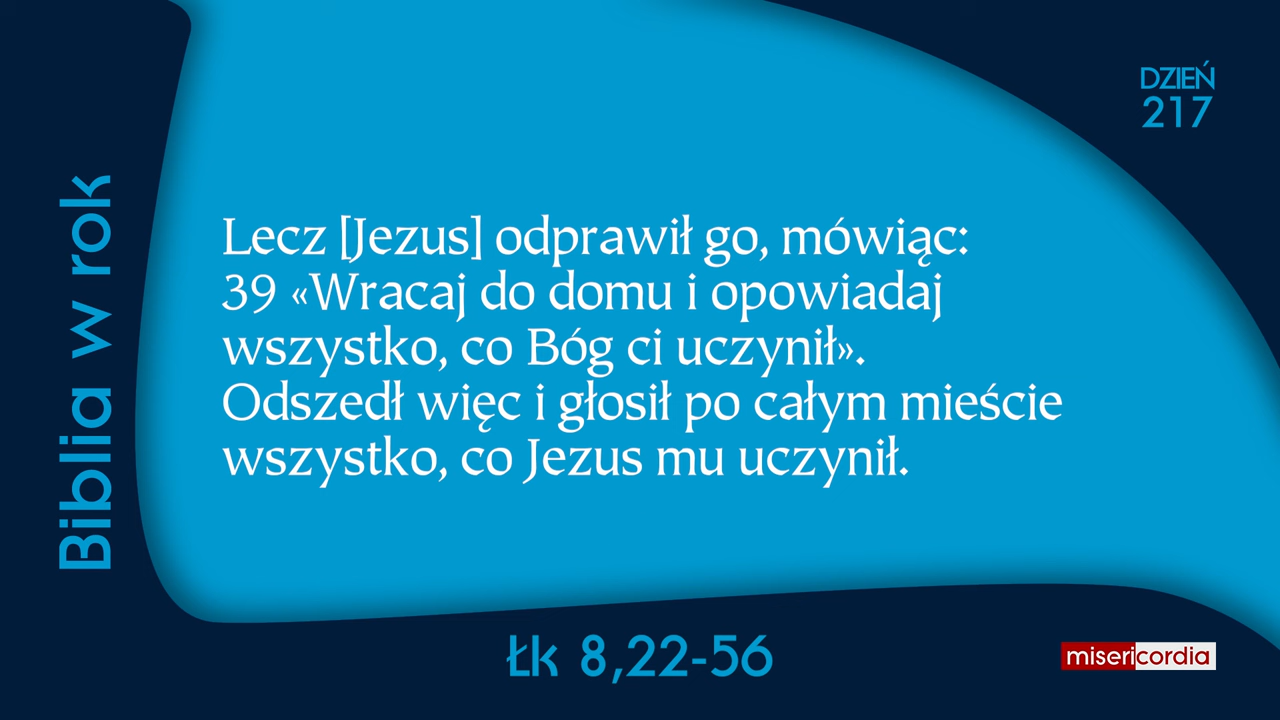 DZIEŃ
217
Biblia w rok
Lecz [Jezus] odprawił go, mówiąc:
39 «Wracaj do domu i opowiadaj
wszystko, co Bóg ci uczynił».
Odszedł więc i głosił po całym mieście
wszystko, co Jezus mu uczynił.
Łk 8,22-56
misericordia